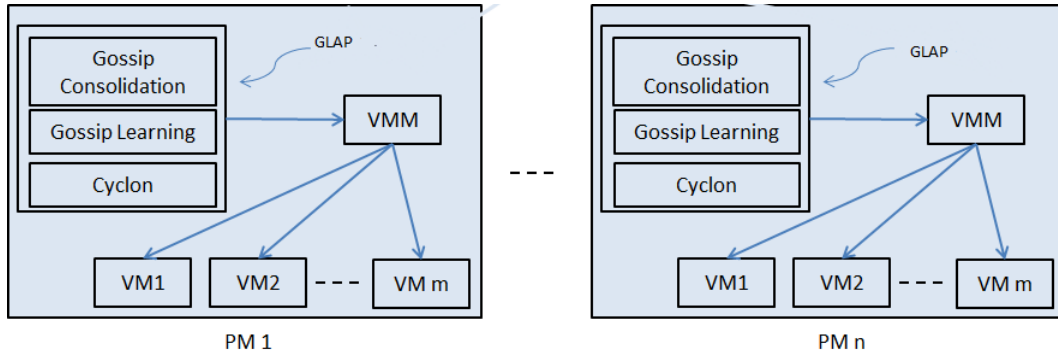 Gossip
Consolidation
Gossip Learning
Cyclon
GLAP
VMM
VM1
VM2
VM m
PM 1
Gossip
Consolidation
Gossip Learning
Cyclon
GLAP
VMM
VM1
VM2
VM m
PM n